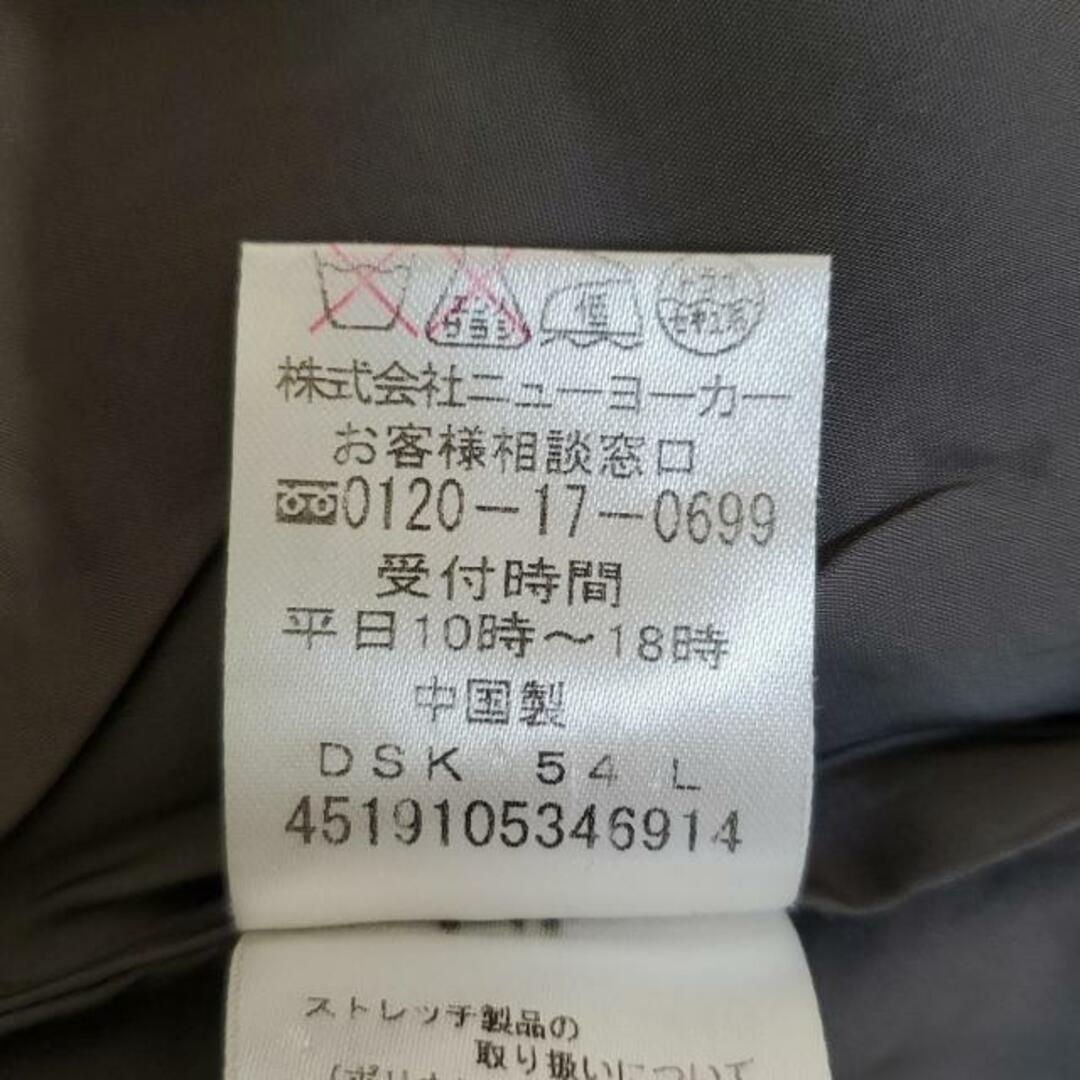 低
株式会社ニューヨーカー
お客様相談窓口
0120-17-0699
受付時間
平日10時～18時
中国製
DSK 54 L
4519105346914
ストレッチ製品の
取り扱いについて